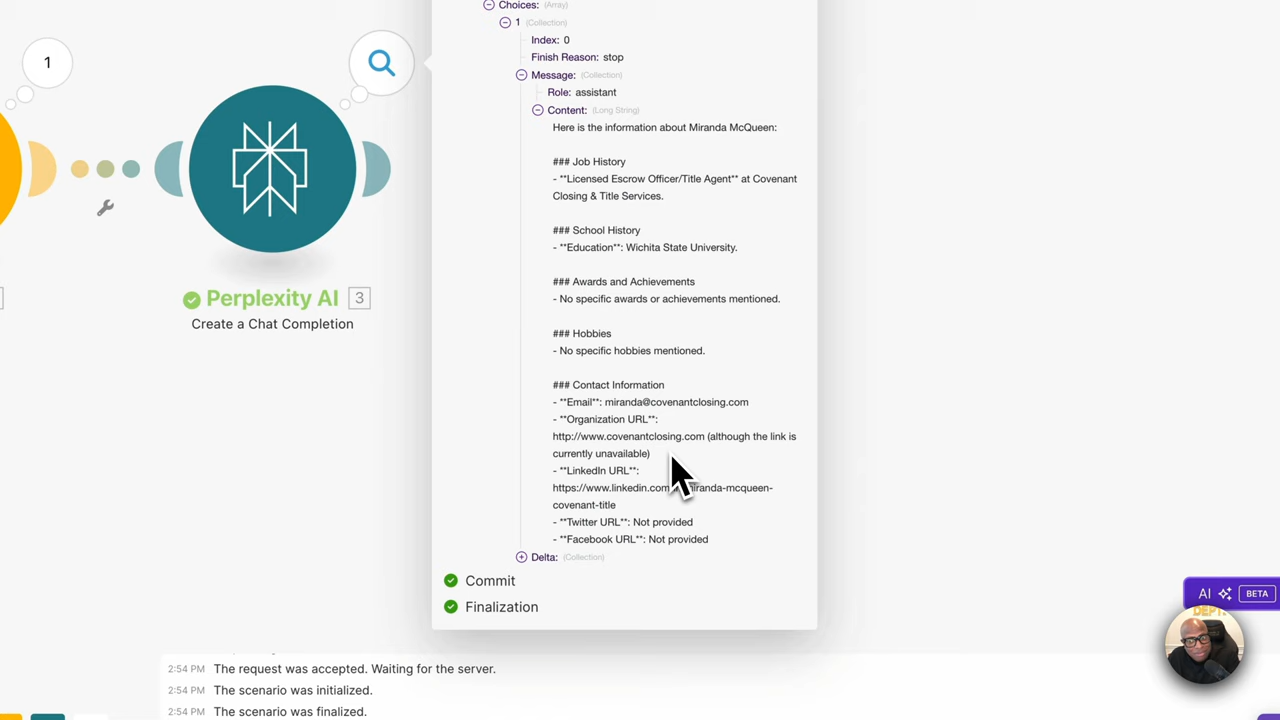 Choices: (Array)
1 (Collection)
Index: 0
Finish Reason: stop
Message: (Collection)
Role: assistant
Content: (Long String)
Here is the information about Miranda McQueen:
### Job History
- **Licensed Escrow Officer/Title Agent** at Covenant
Closing & Title Services.
### School History
- **Education**: Wichita State University.
### Awards and Achievements
- No specific awards or achievements mentioned.
### Hobbies
- No specific hobbies mentioned.
### Contact Information
- **Email**: miranda@covenantclosing.com
- **Organization URL**:
http://www.covenantclosing.com (although the link is
currently unavailable)
- **LinkedIn URL**:
https://www.linkedin.com miranda-mcqueen-
covenant-title
- **Twitter URL**: Not provided
- **Facebook URL**: Not provided
Delta: (Collection)
Commit
Finalization
1
Perplexity AI 3
Create a Chat Completion
AI BETA
DEPT
2:54 PM The request was accepted. Waiting for the server.
2:54 PM The scenario was initialized.
2:54 PM The scenario was finalized.